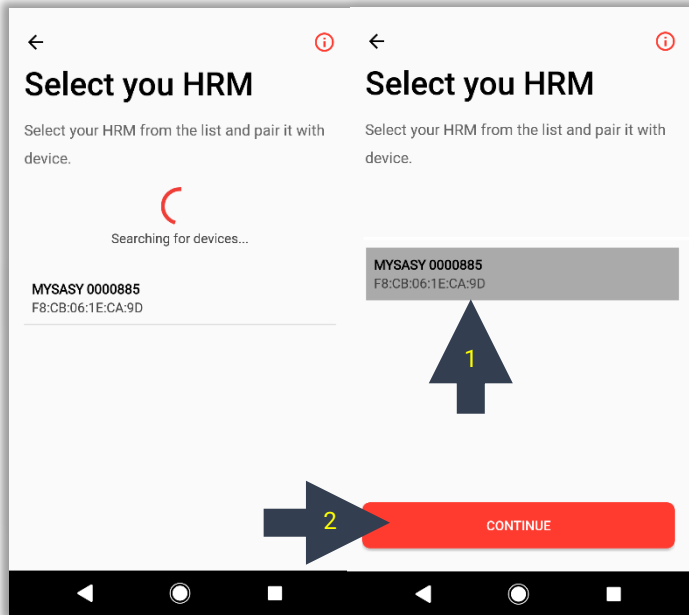 Select you HRM
Select your HRM from the list and pair it with
device.
Searching for devices...
MYSASY 0000885
F8:CB:06:1E:CA:9D
Select you HRM
Select your HRM from the list and pair it with
device.
MYSASY 0000885
F8:CB:06:1E:CA:9D
1
2
CONTINUE